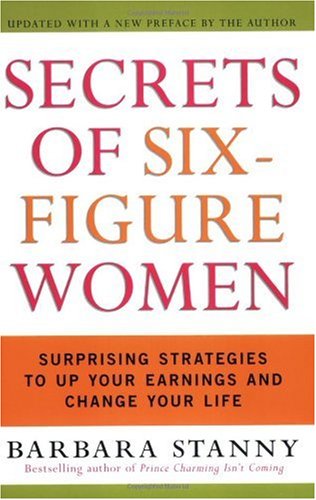 UPDATED WITH A NEW PREFACE BY THE AUTHOR
SECRETS
OF SIX-
FIGURE
WOMEN
SURPRISING STRATEGIES
TO UP YOUR EARNINGS AND
CHANGE YOUR LIFE
BARBARA STANNY
Bestselling author of Prince Charming Isn't Coming